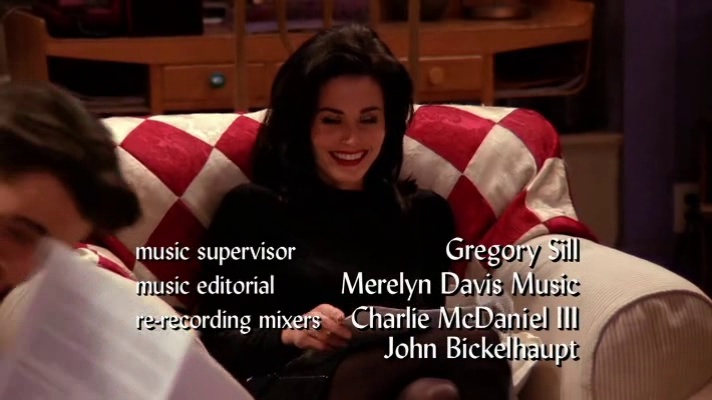 music supervisor Gregory Sill
music editorial Merelyn Davis Music
re-recording mixers Charlie McDaniel III
John Bickelhaupt